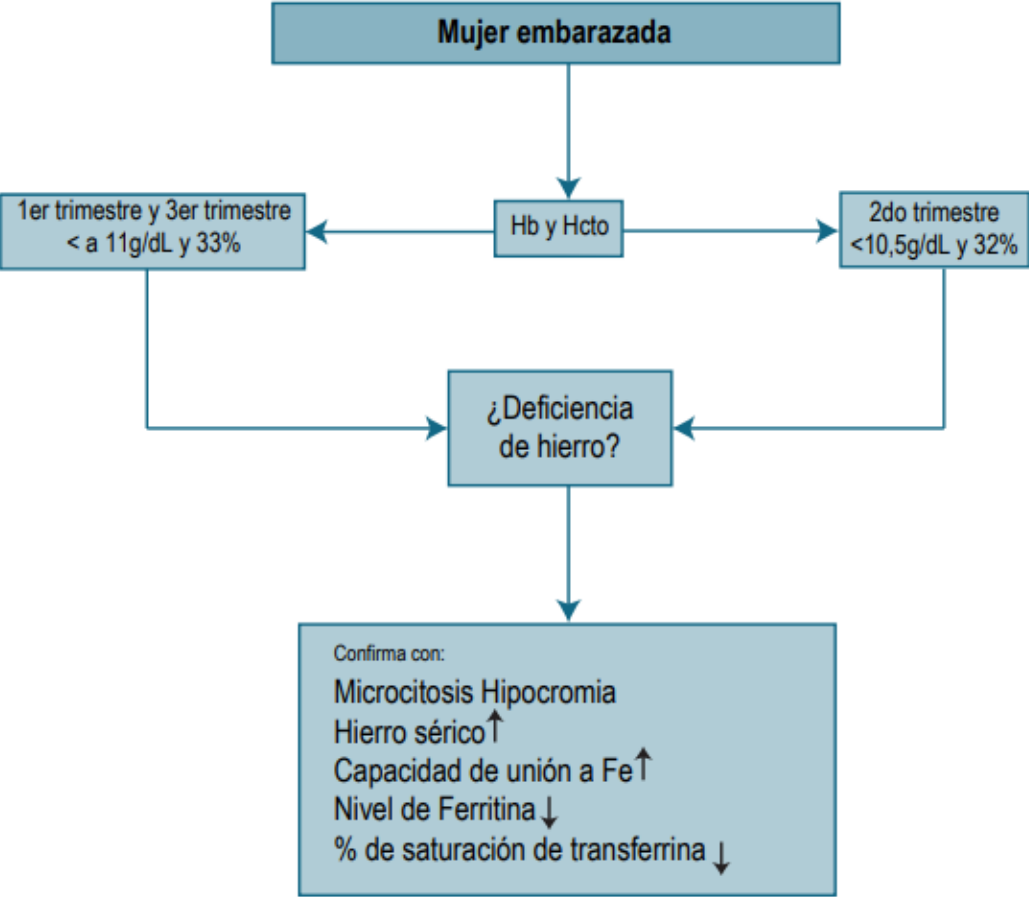 Mujer embarazada
1er trimestre y 3er trimestre
< a 11g/dL y 33%
Hb y Hcto
2do trimestre
<10,5g/dL y 32%
¿Deficiencia
de hierro?
Confirma con:
Microcitosis Hipocromia
Hierro sérico↑
Capacidad de unión a Fe↑
Nivel de Ferritina↓
% de saturación de transferrina↓